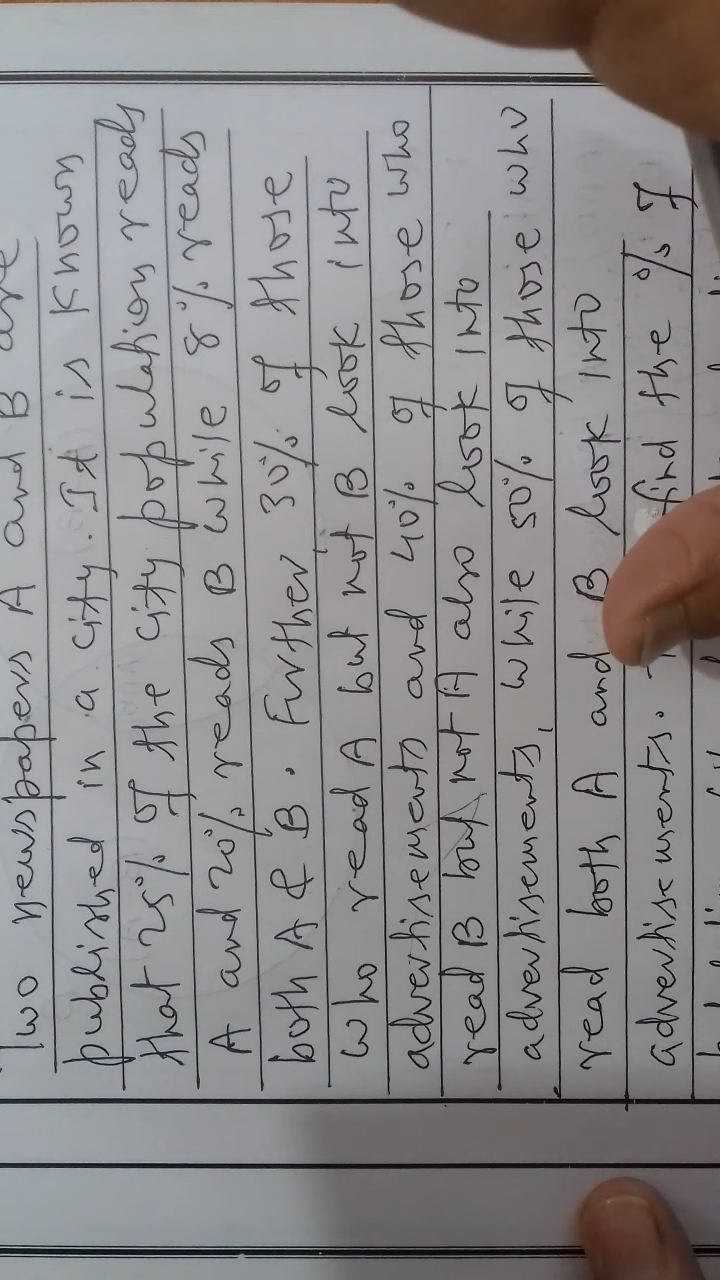 Two newspapers A and B are
published in a city. It is known
that 25% of the city population reads
A and 20% reads B while 8% reads
both A & B. Further 30% of those
who read A but not B look into
advertisements and 40% of those who
read B but not A also look into
advertisements, while 50% of those who
read both A and B look into
advertisements. find the % of